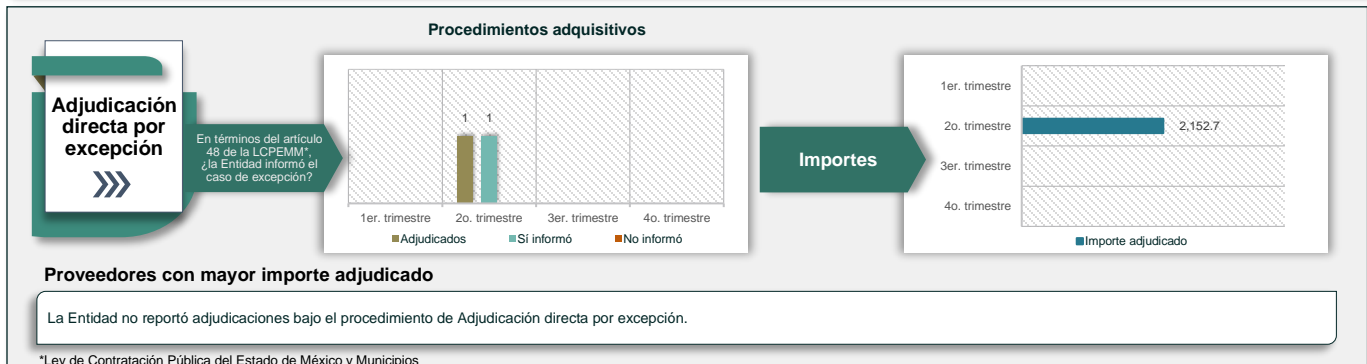 Procedimientos adquisitivos
Adjudicación
directa por
excepción
En términos del artículo
48 de la LCPEMM*,
¿la Entidad informó el
caso de excepción?
1 1
1er. trimestre 2o. trimestre 3er. trimestre 4o. trimestre
Adjudicados Sí informó No informó
Importes
1er. trimestre
2o. trimestre 2,152.7
3er. trimestre
4o. trimestre
Importe adjudicado
Proveedores con mayor importe adjudicado
La Entidad no reportó adjudicaciones bajo el procedimiento de Adjudicación directa por excepción.
*Ley de Contratación Pública del Estado de México y Municipios